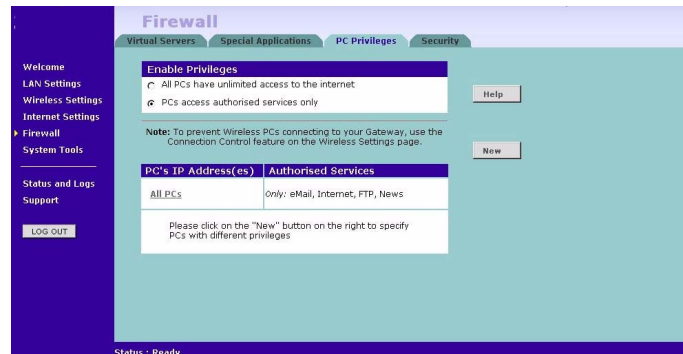 Firewall
Virtual Servers
Special Applications
PC Privileges
Security
Welcome
LAN Settings
Wireless Settings
Internet Settings
Firewall
System Tools
Status and Logs
Support
LOG OUT
Enable Privileges
All PCs have unlimited access to the internet
PCs access authorised services only
Note: To prevent Wireless PCs connecting to your Gateway, use the
Connection Control feature on the Wireless Settings page.
PC's IP Address(es) Authorised Services
All PCs Only: eMail, Internet, FTP, News
Please click on the "New" button on the right to specify
PCs with different privileges
Help
New
Status : Ready